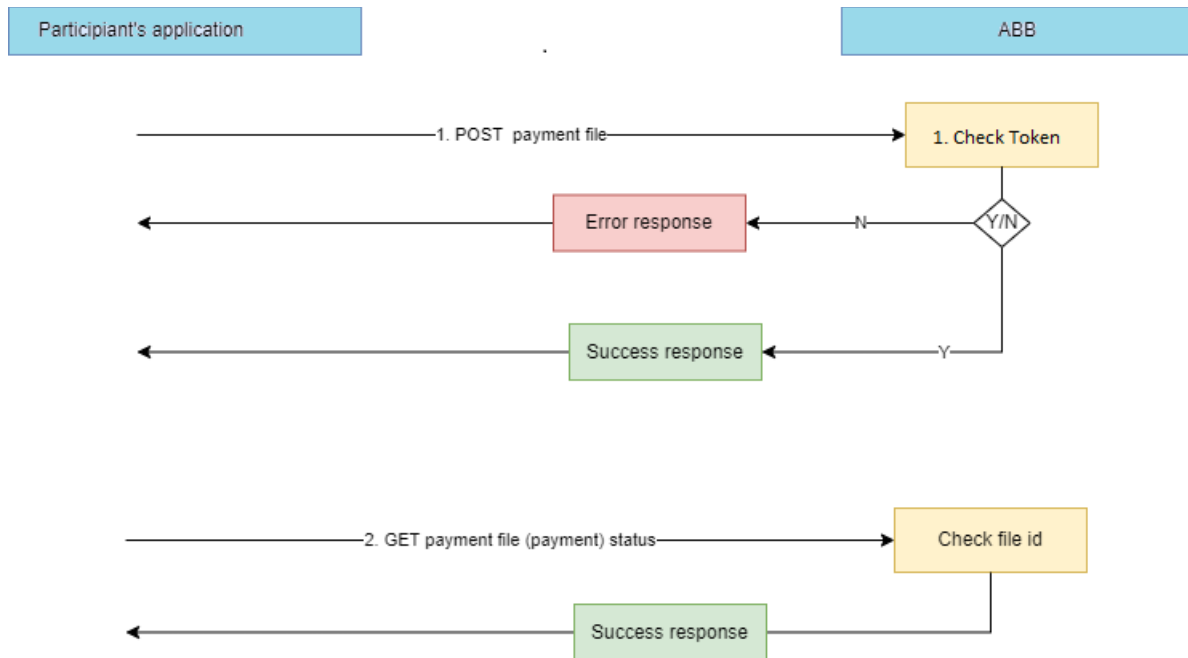 Participiant's application
ABB
.
1. POST payment file
1. Check Token
Error response
N
Y/N
Success response
Y
2. GET payment file (payment) status
Check file id
Success response